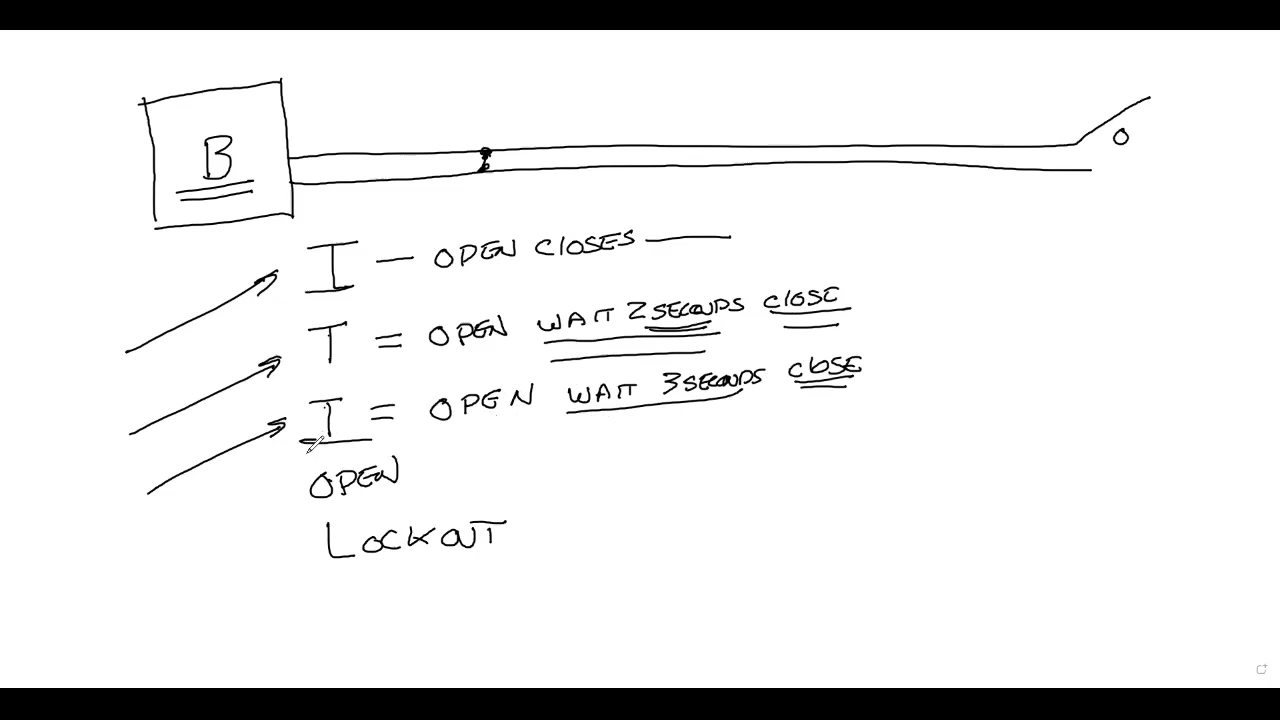 B
O
I — OPEN CLOSES —
T = OPEN WAIT 2 SECONDS CLOSE
T = OPEN WAIT 3 SECONDS CLOSE
OPEN
LOCKOUT